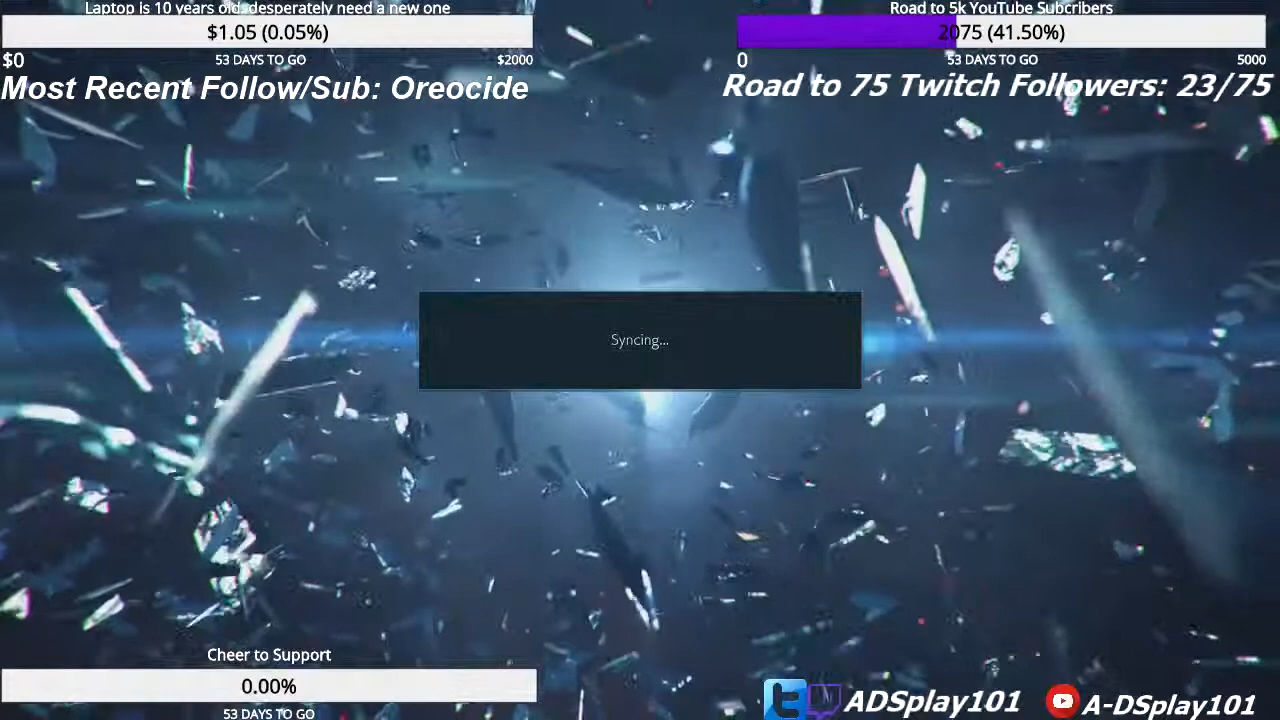 Laptop is 10 years old desperately need a new one
$1.05 (0.05%)
$0
53 DAYS TO GO
$2000
Most Recent Follow/Sub: Oreocide
Road to 5k YouTube Subcribers
2075 (41.50%)
0
53 DAYS TO GO
5000
Road to 75 Twitch Followers: 23/75
Syncing...
Cheer to Support
0.00%
53 DAYS TO GO
ADSplay101
A-DSplay101